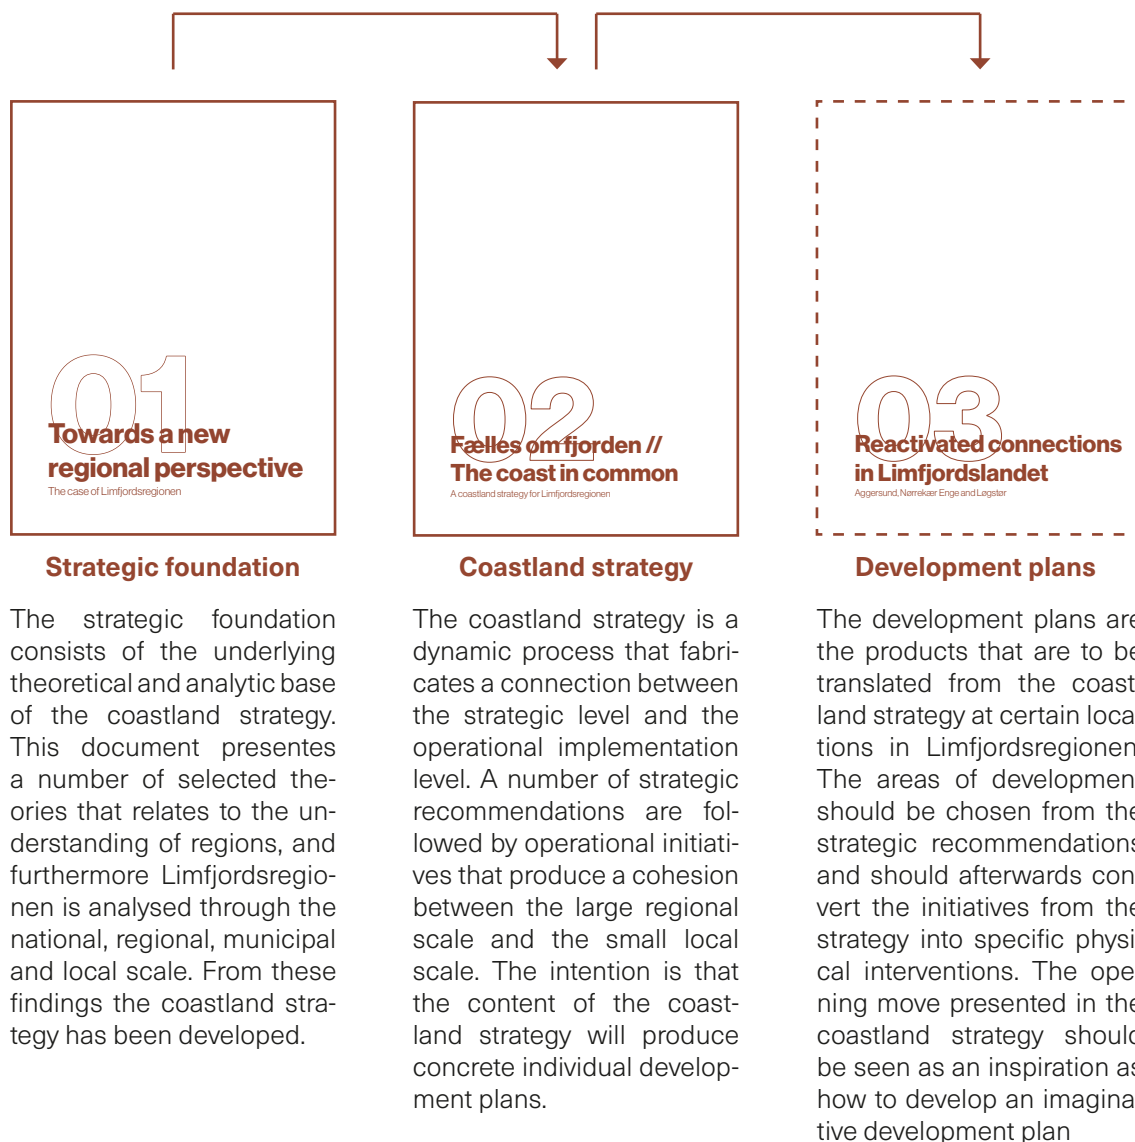 01
Towards a new
regional perspective
The case of Limfjordsregionen
Strategic foundation
The strategic foundation
consists of the underlying
theoretical and analytic base
of the coastland strategy.
This document presentes
a number of selected the-
ories that relates to the un-
derstanding of regions, and
furthermore Limfjordsregio-
nen is analysed through the
national, regional, municipal
and local scale. From these
findings the coastland stra-
tegy has been developed.
02
Fælles om fjorden //
The coast in common
A coastland strategy for Limfjordsregionen
Coastland strategy
The coastland strategy is a
dynamic process that fabri-
cates a connection between
the strategic level and the
operational implementation
level. A number of strategic
recommendations are fol-
lowed by operational initiati-
ves that produce a cohesion
between the large regional
scale and the small local
scale. The intention is that
the content of the coast-
land strategy will produce
concrete individual develop-
ment plans.
03
Reactivated connections
in Limfjordslandet
Aggersund, Nørrekær Enge and Løgstør
Development plans
The development plans are
the products that are to be
translated from the coast
land strategy at certain loca
tions in Limfjordsregionen
The areas of development
should be chosen from the
strategic recommendations
and should afterwards con
vert the initiatives from the
strategy into specific physi
cal interventions. The ope
ning move presented in the
coastland strategy should
be seen as an inspiration as
how to develop an imagina
tive development plan